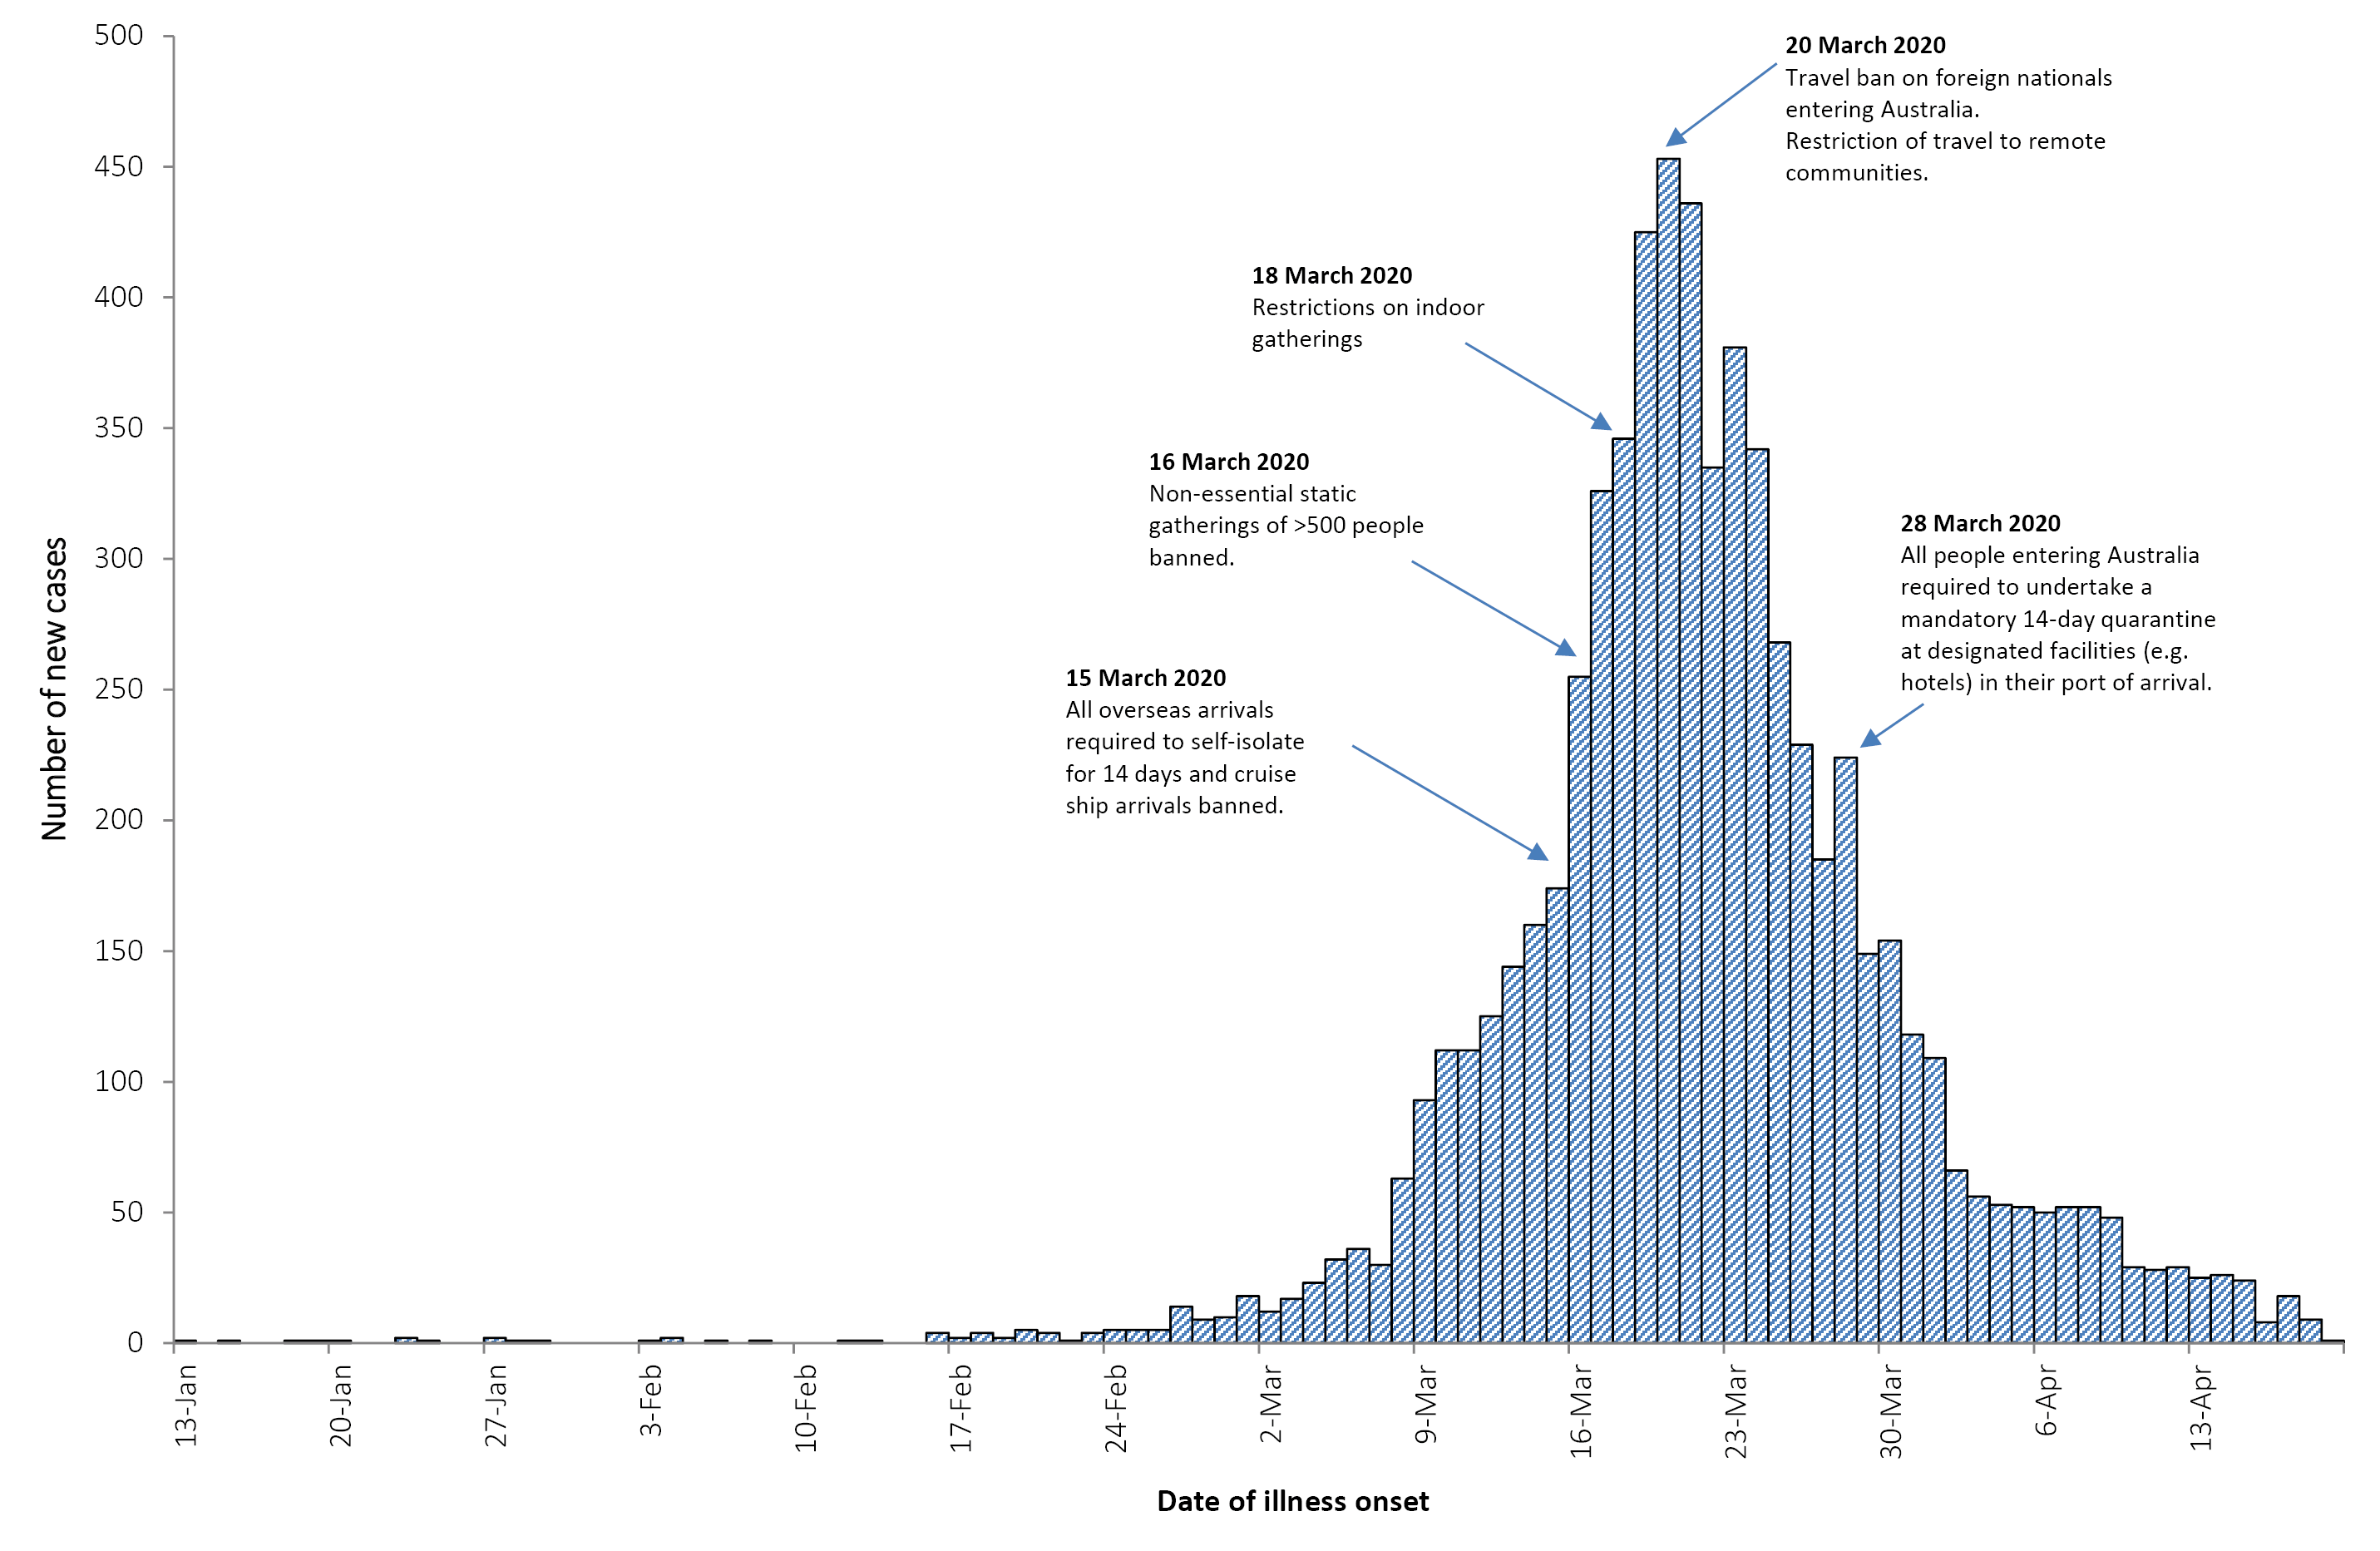 500
450
400
350
300
250
200
150
100
50
0
Number of new cases
20 March 2020
Travel ban on foreign nationals
entering Australia.
Restriction of travel to remote
communities.
18 March 2020
Restrictions on indoor
gatherings
16 March 2020
Non-essential static
gatherings of >500 people
banned.
28 March 2020
All people entering Australia
required to undertake a
mandatory 14-day quarantine
at designated facilities (e.g.
hotels) in their port of arrival.
15 March 2020
All overseas arrivals
required to self-isolate
for 14 days and cruise
ship arrivals banned.
13-Jan
20-Jan
27-Jan
3-Feb
10-Feb
17-Feb
24-Feb
2-Mar
9-Mar
16-Mar
23-Mar
30-Mar
6-Apr
13-Apr
Date of illness onset